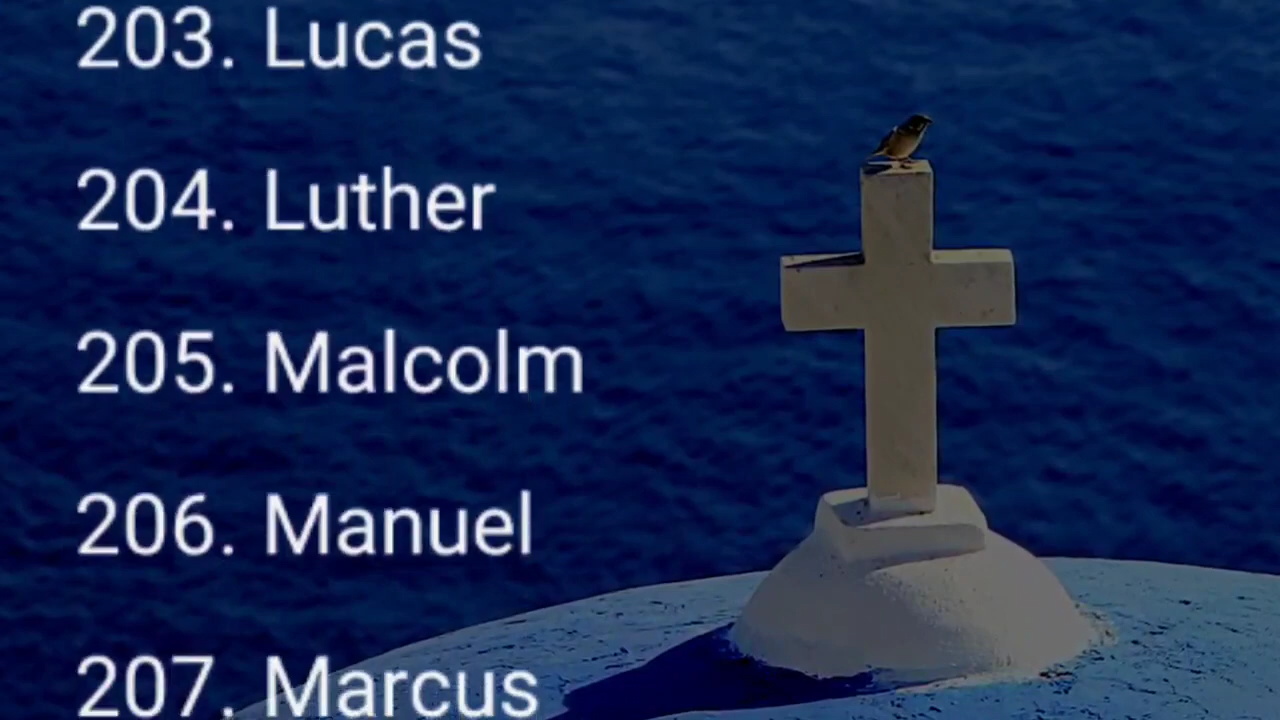 203. Lucas
204. Luther
205. Malcolm
206. Manuel
207. Marcus